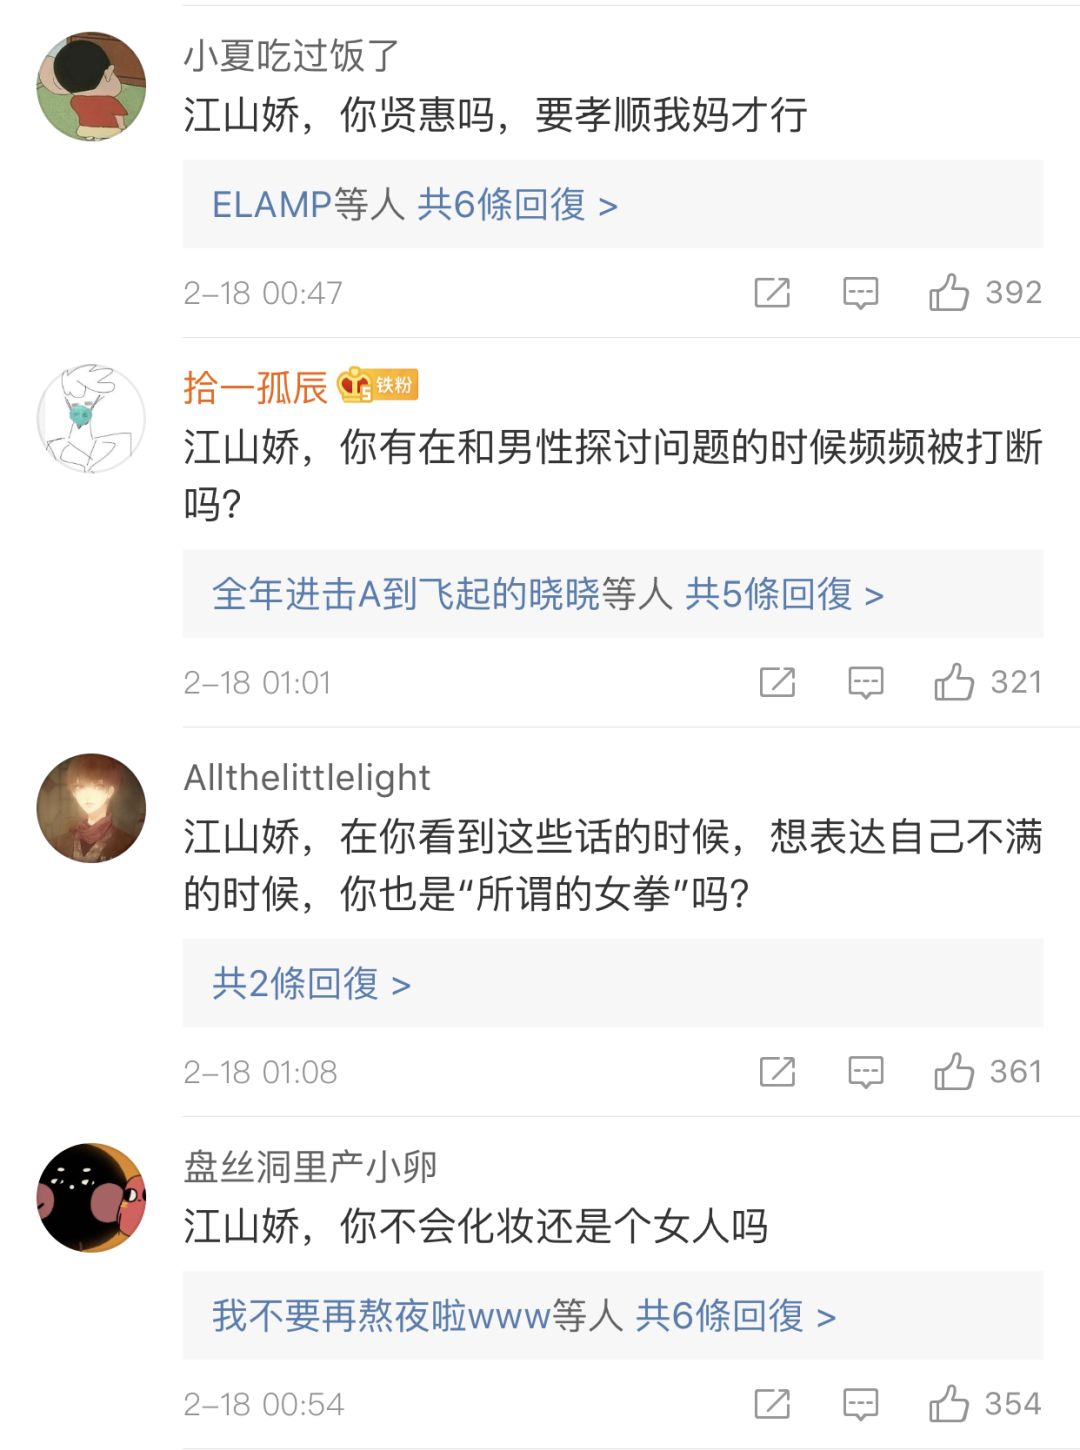 小夏吃过饭了
江山娇，你贤惠吗，要孝顺我妈才行
ELAMP等人 共6條回復 >
2-18 00:47 392
拾一孤辰 5 铁粉
江山娇，你有在和男性探讨问题的时候频频被打断
吗?
全年进击A到飞起的晓晓等人 共5條回復 >
2-18 01:01 321
Allthelittlelight
江山娇，在你看到这些话的时候，想表达自己不满
的时候，你也是“所谓的女拳”吗?
共2條回復 >
2-18 01:08 361
盘丝洞里产小卵
江山娇，你不会化妆还是个女人吗
我不要再熬夜啦www等人 共6條回復 >
2-18 00:54 354